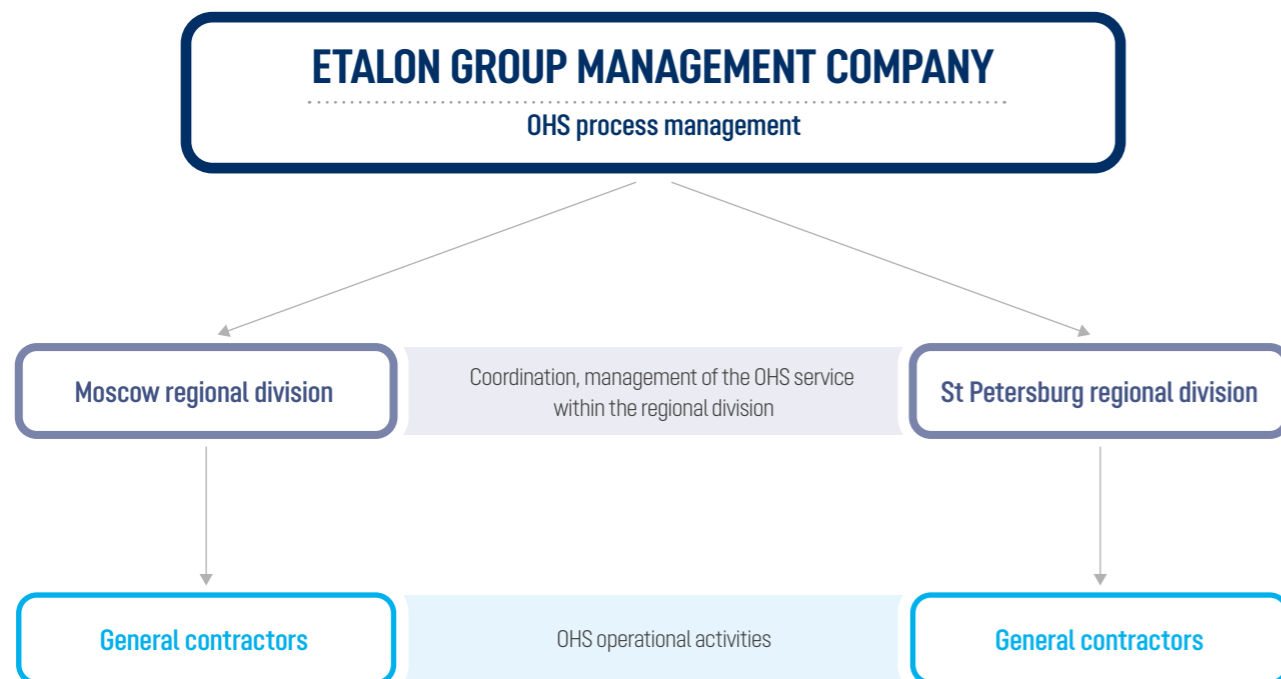 ETALON GROUP MANAGEMENT COMPANY
OHS process management
Moscow regional division
Coordination, management of the OHS service
within the regional division
St Petersburg regional division
General contractors
OHS operational activities
General contractors